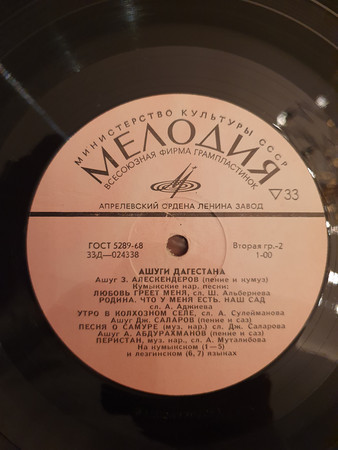 МИНИСТЕРСТВО КУЛЬТУРЫ СССР
МЕЛОДИЯ
ВСЕСОЮЗНАЯ ФИРМА ГРАМПЛАСТИНОК
▽33
АПРЕЛЕВСКИЙ ОРДЕНА ЛЕНИНА ЗАВОД
ГОСТ 5289-68 Вторая гр.-2
33Д—024338 1-00
АШУГИ ДАГЕСТАНА
Ашуг З. АЛЕСКЕНДЕРОВ (пение и кумуз)
Кумыкские нар. песни:
ЛЮБОВЬ ГРЕЕТ МЕНЯ, сл. Ш. Альбериева
РОДИНА. ЧТО У МЕНЯ ЕСТЬ. НАШ САД
сл. А. Аджиева
УТРО В КОЛХОЗНОМ СЕЛЕ, сл. А. Сулейманова
Ашуг Дж. САЛАРОВ (пение и саз)
ПЕСНЯ О САМУРЕ (муз. нар.) сл. Дж. Саларова
Ашуг А. АБДУРАХМАНОВ (пение и саз)
ПЕРИСТАН, муз. нар., сл. А. Муталибова
На кумыкском (1—5)
и лезгинском (6, 7) языках